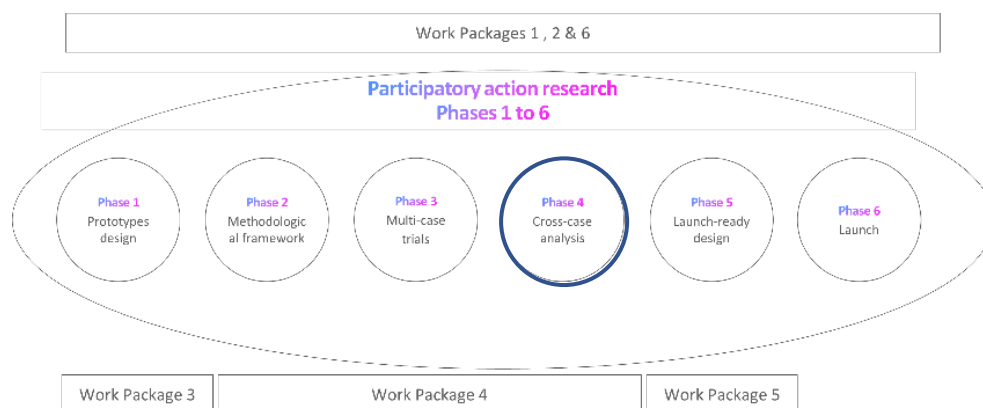 Work Packages 1 , 2 & 6
Participatory action research
Phases 1 to 6
Phase 1
Prototypes
design
Phase 2
Methodologic
al framework
Phase 3
Multi-case
trials
Phase 4
Cross-case
analysis
Phase 5
Launch-ready
design
Phase 6
Launch
Work Package 3
Work Package 4
Work Package 5